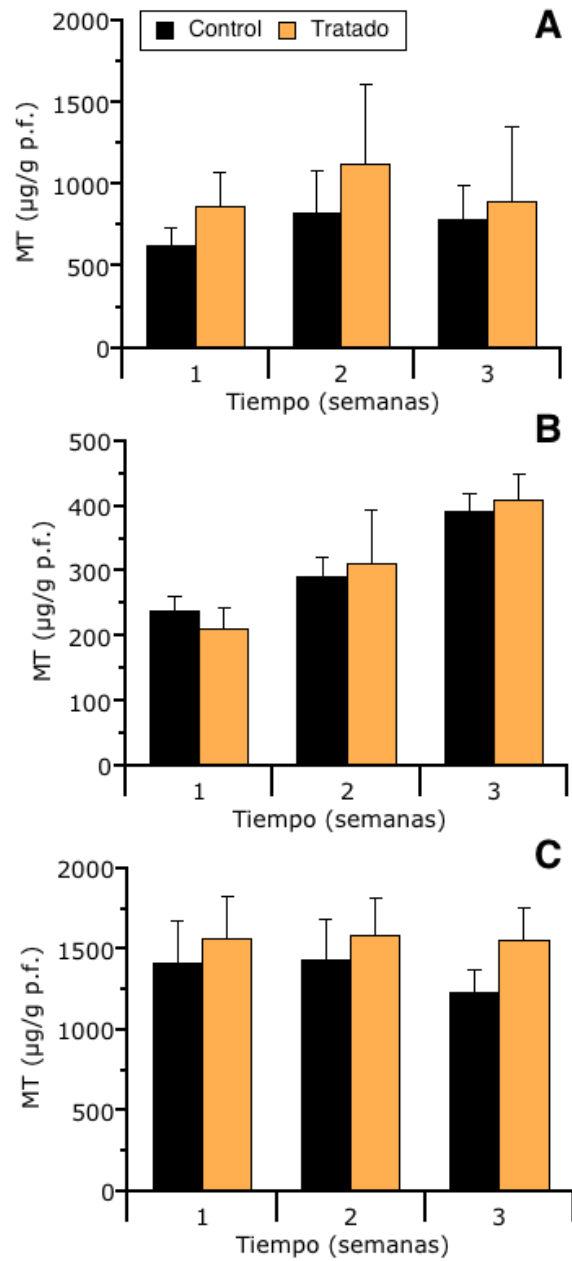 A
Control Tratado
MT (µg/g p.f.)
2000
1500
1000
500
0
1 2 3
Tiempo (semanas)
B
MT (µg/g p.f.)
500
400
300
200
100
0
1 2 3
Tiempo (semanas)
C
MT (µg/g p.f.)
2000
1500
1000
500
0
1 2 3
Tiempo (semanas)